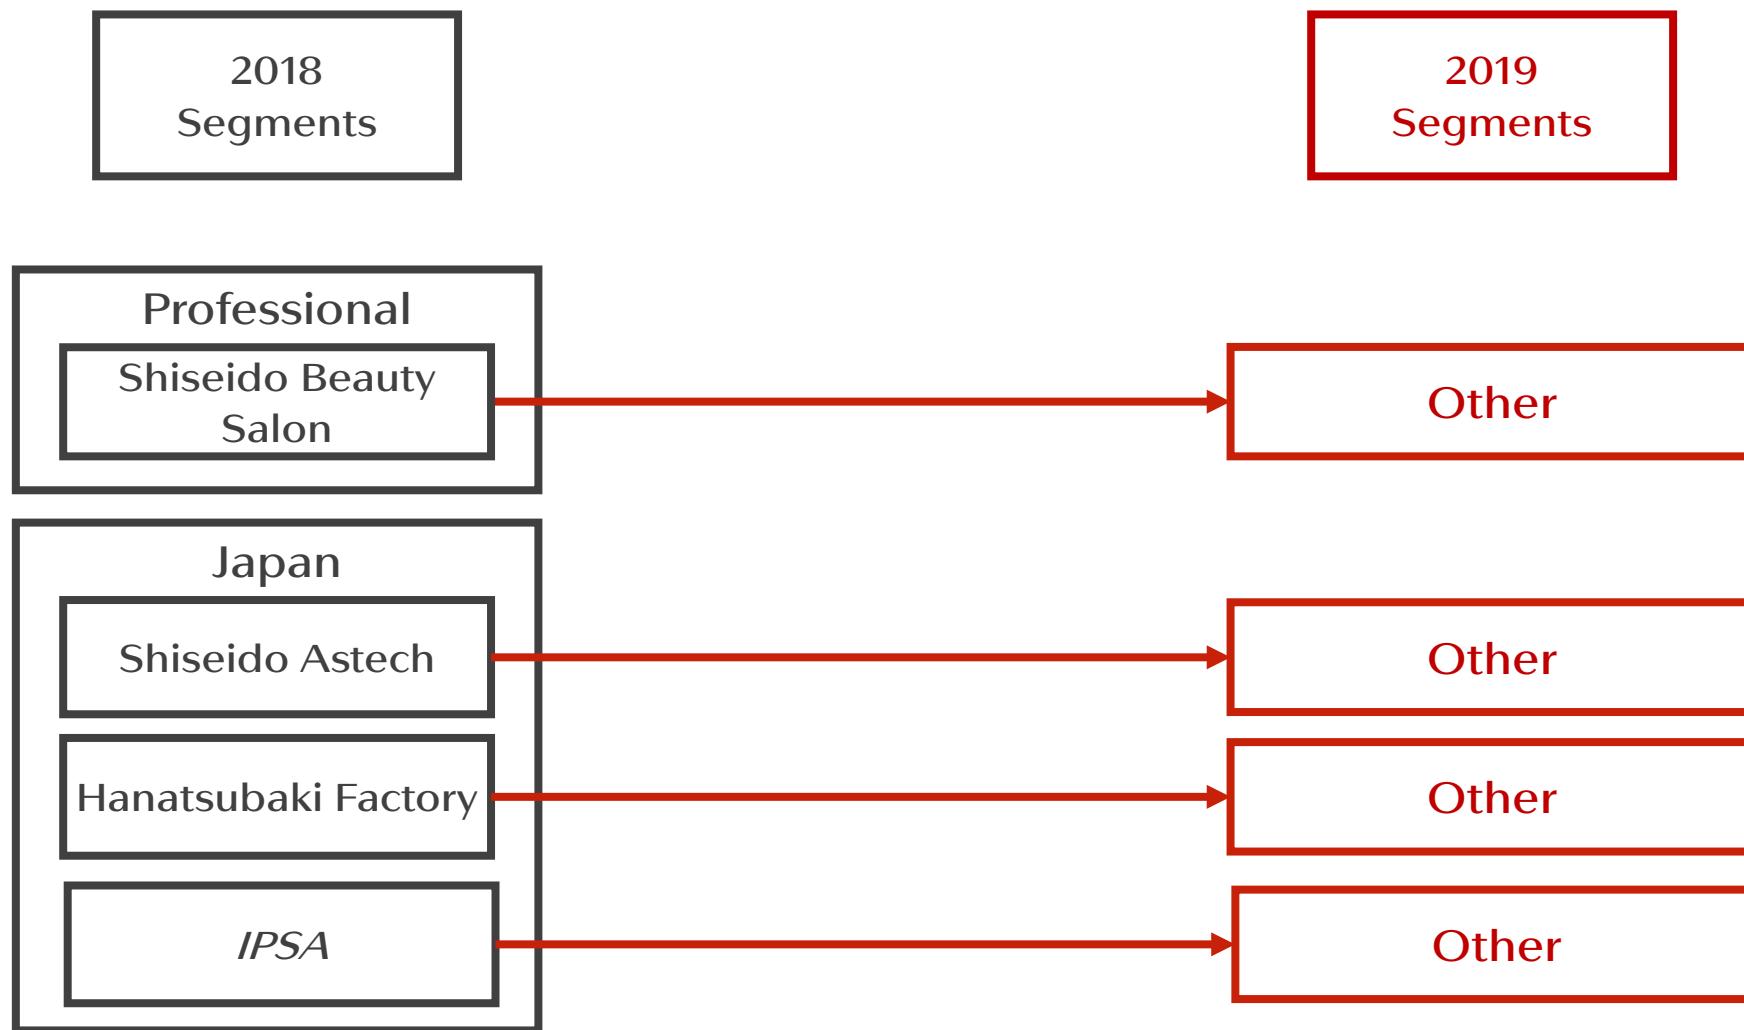 2018
Segments
2019
Segments
Professional
Shiseido Beauty
Salon
Other
Japan
Shiseido Astech
Other
Hanatsubaki Factory
Other
IPSA
Other